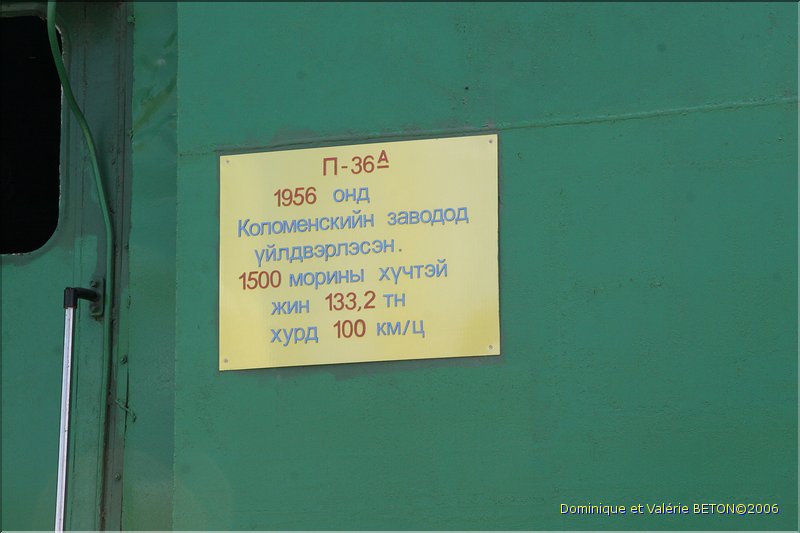 П-36А
1956 онд
Коломенскийн заводод
үйлдвэрлэсэн.
1500 морины хүчтэй
жин 133,2 тн
хурд 100 км/ц
Dominique et Valérie BETON©2006